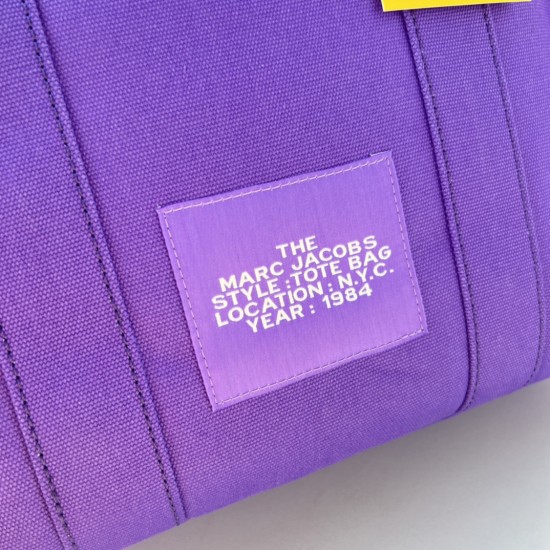 THE
MARC JACOBS
STYLE : TOTE BAG
LOCATION : N.Y.C.
YEAR : 1984